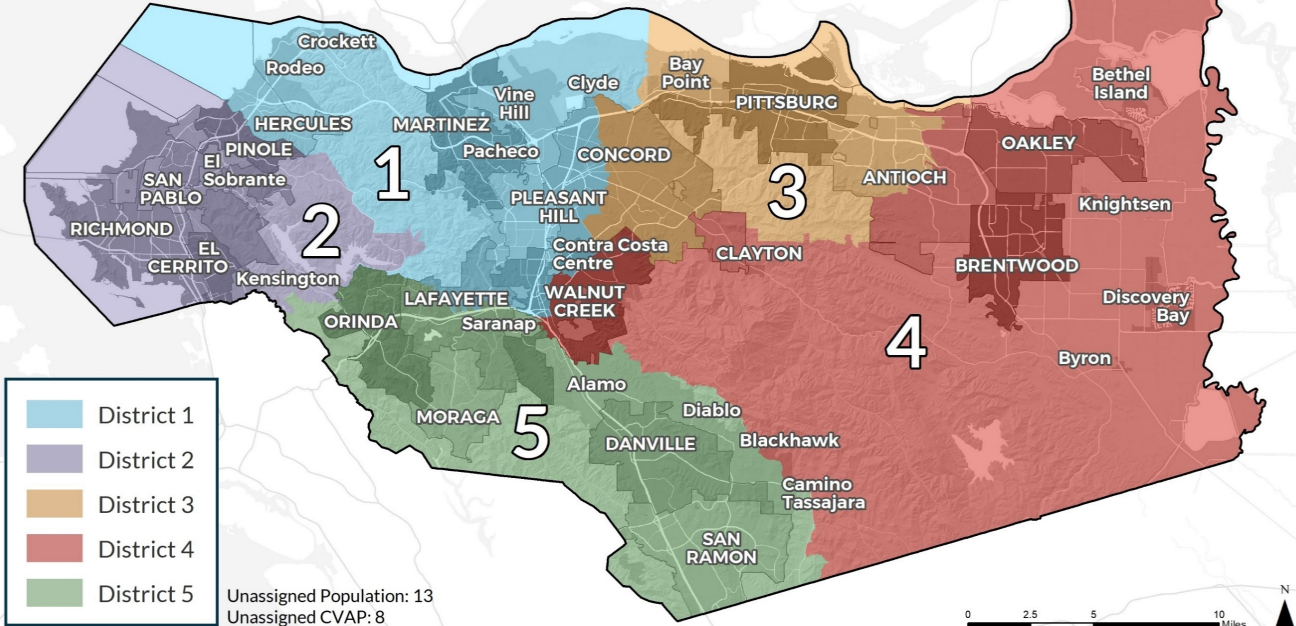 Crockett
Rodeo
HERCULES
PINOLE
El
Sobrante
SAN
PABLO
RICHMOND
EL
CERRITO
Kensington
2
1
MARTINEZ
Vine
Hill
Clyde
Pacheco
PLEASANT
HILL
Contra Costa
Centre
CONCORD
Bay
Point
PITTSBURG
3
ANTIOCH
CLAYTON
Bethel
Island
OAKLEY
Knightsen
BRENTWOOD
Discovery
Bay
Byron
4
WALNUT
CREEK
LAFAYETTE
Saranap
ORINDA
MORAGA
5
Alamo
Diablo
DANVILLE
Blackhawk
Camino
Tassajara
SAN
RAMON
District 1
District 2
District 3
District 4
District 5
Unassigned Population: 13
Unassigned CVAP: 8
0 2.5 5 10
Miles
N